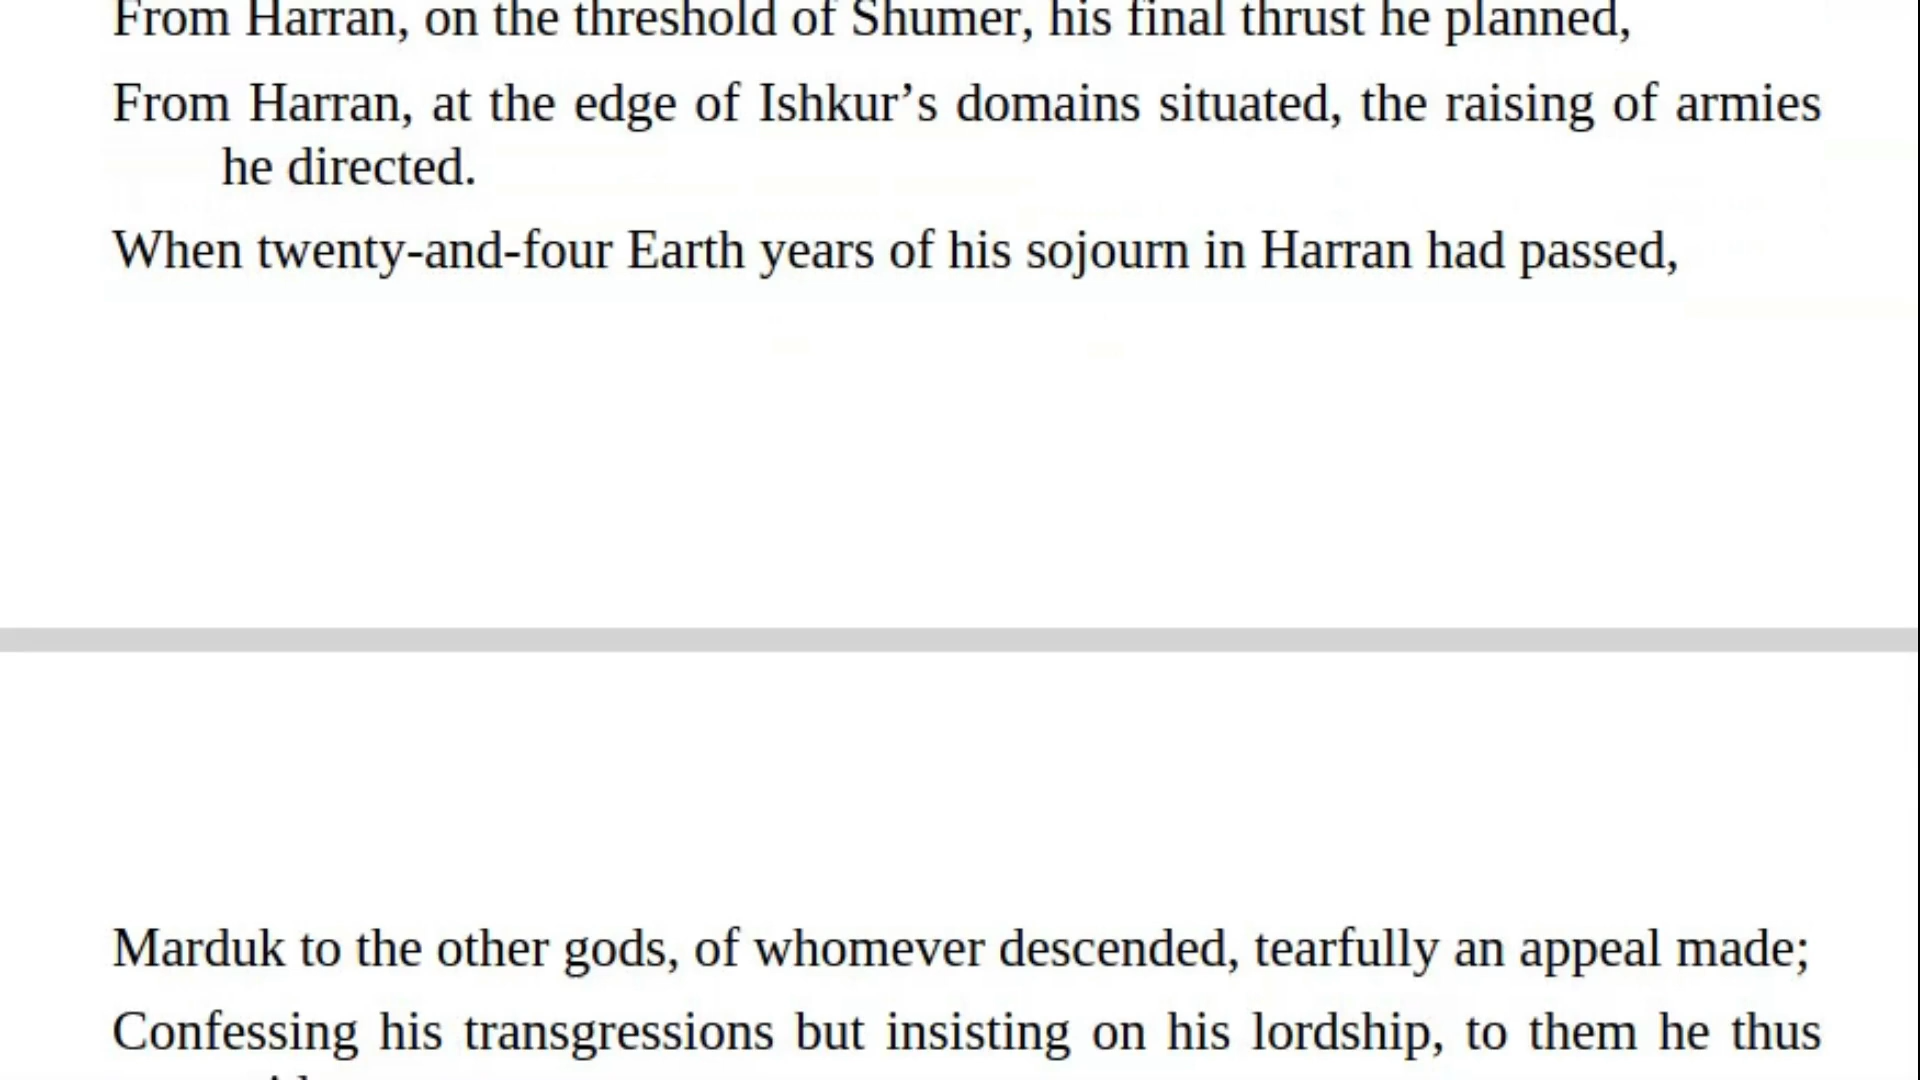 From Harran, on the threshold of Shumer, his final thrust he planned,
From Harran, at the edge of Ishkur’s domains situated, the raising of armies
he directed.
When twenty-and-four Earth years of his sojourn in Harran had passed,
Marduk to the other gods, of whomever descended, tearfully an appeal made;
Confessing his transgressions but insisting on his lordship, to them he thus